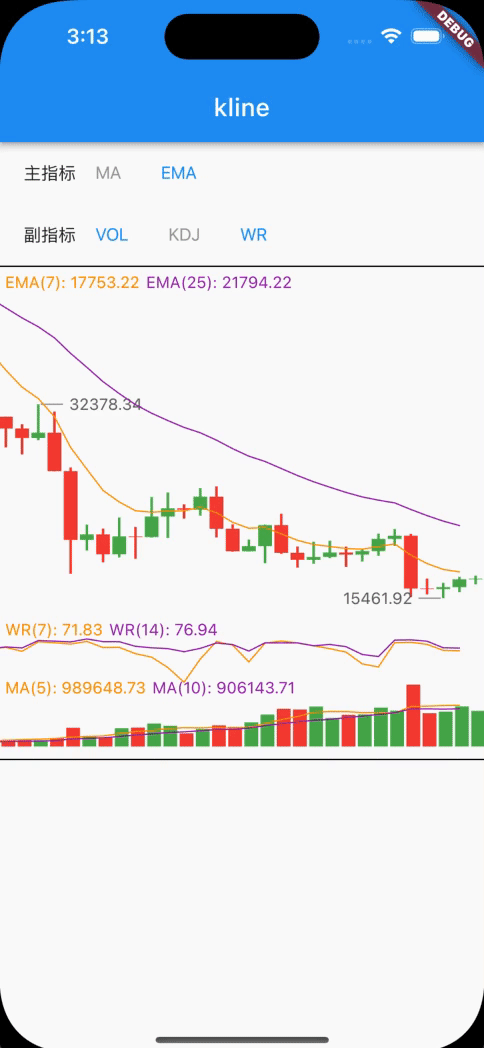 3:13
DEBUG
kline
主指标 MA EMA
副指标 VOL KDJ WR
EMA(7): 17753.22 EMA(25): 21794.22
32378.34
15461.92
WR(7): 71.83 WR(14): 76.94
MA(5): 989648.73 MA(10): 906143.71